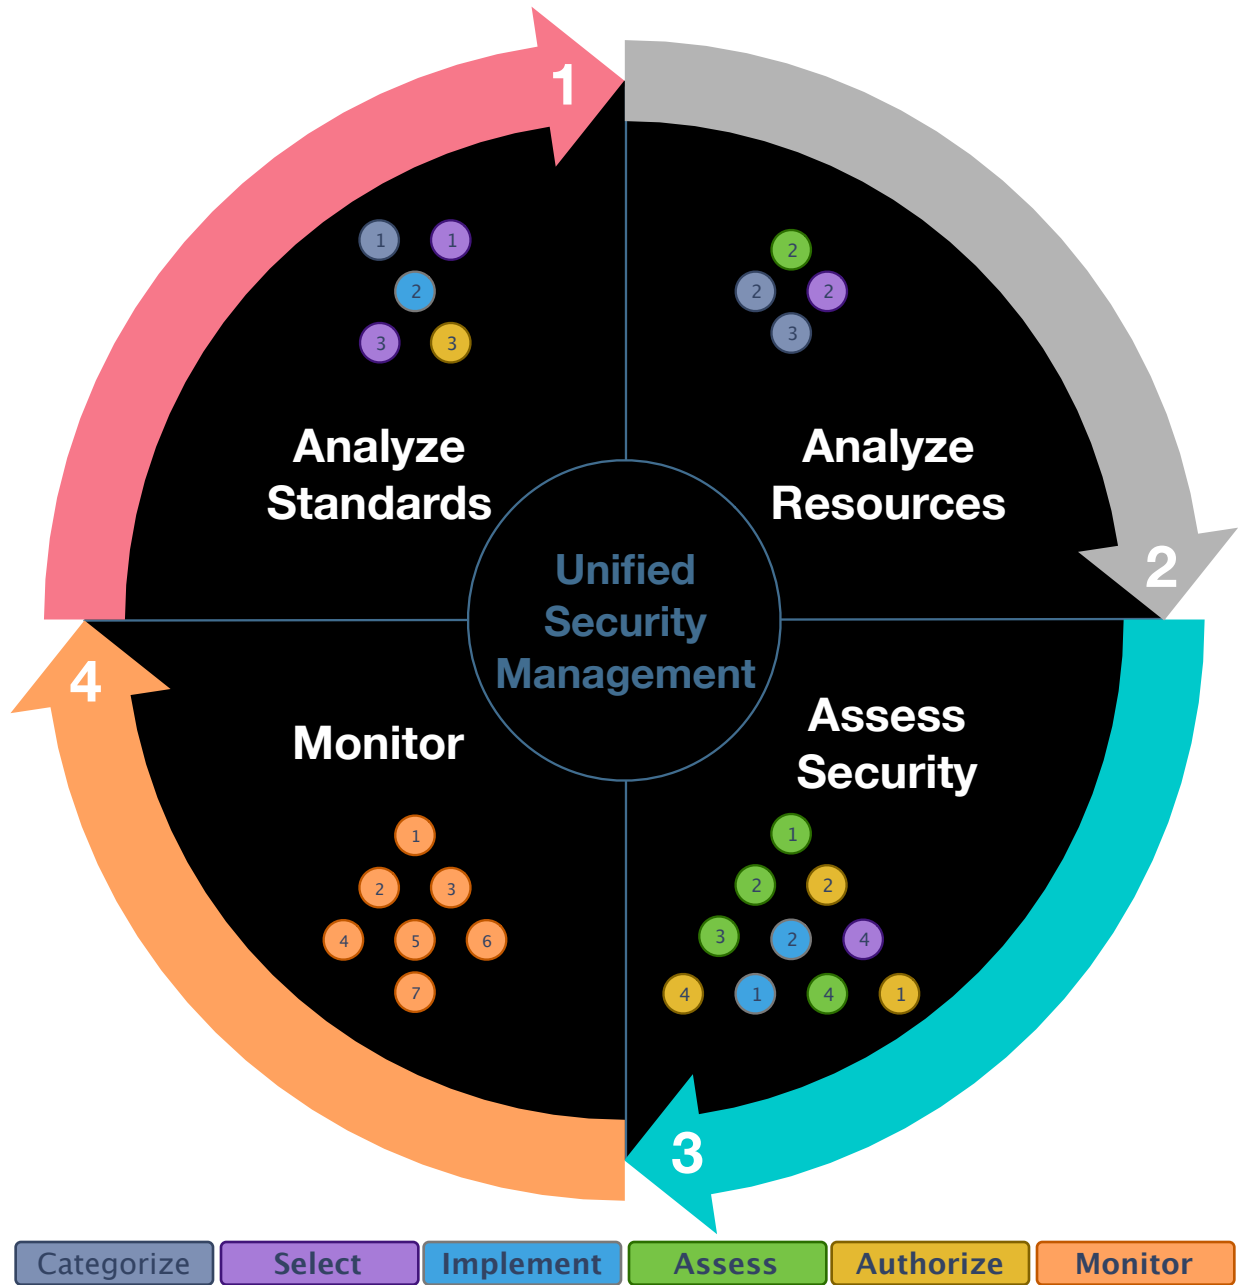 1
1
1
2
3
3
Analyze
Standards
2
2
2
3
Analyze
Resources
2
Unified
Security
Management
4
Monitor
1
2
3
4
5
6
7
Assess
Security
1
2
2
3
2
4
4
1
4
1
3
Categorize
Select
Implement
Assess
Authorize
Monitor